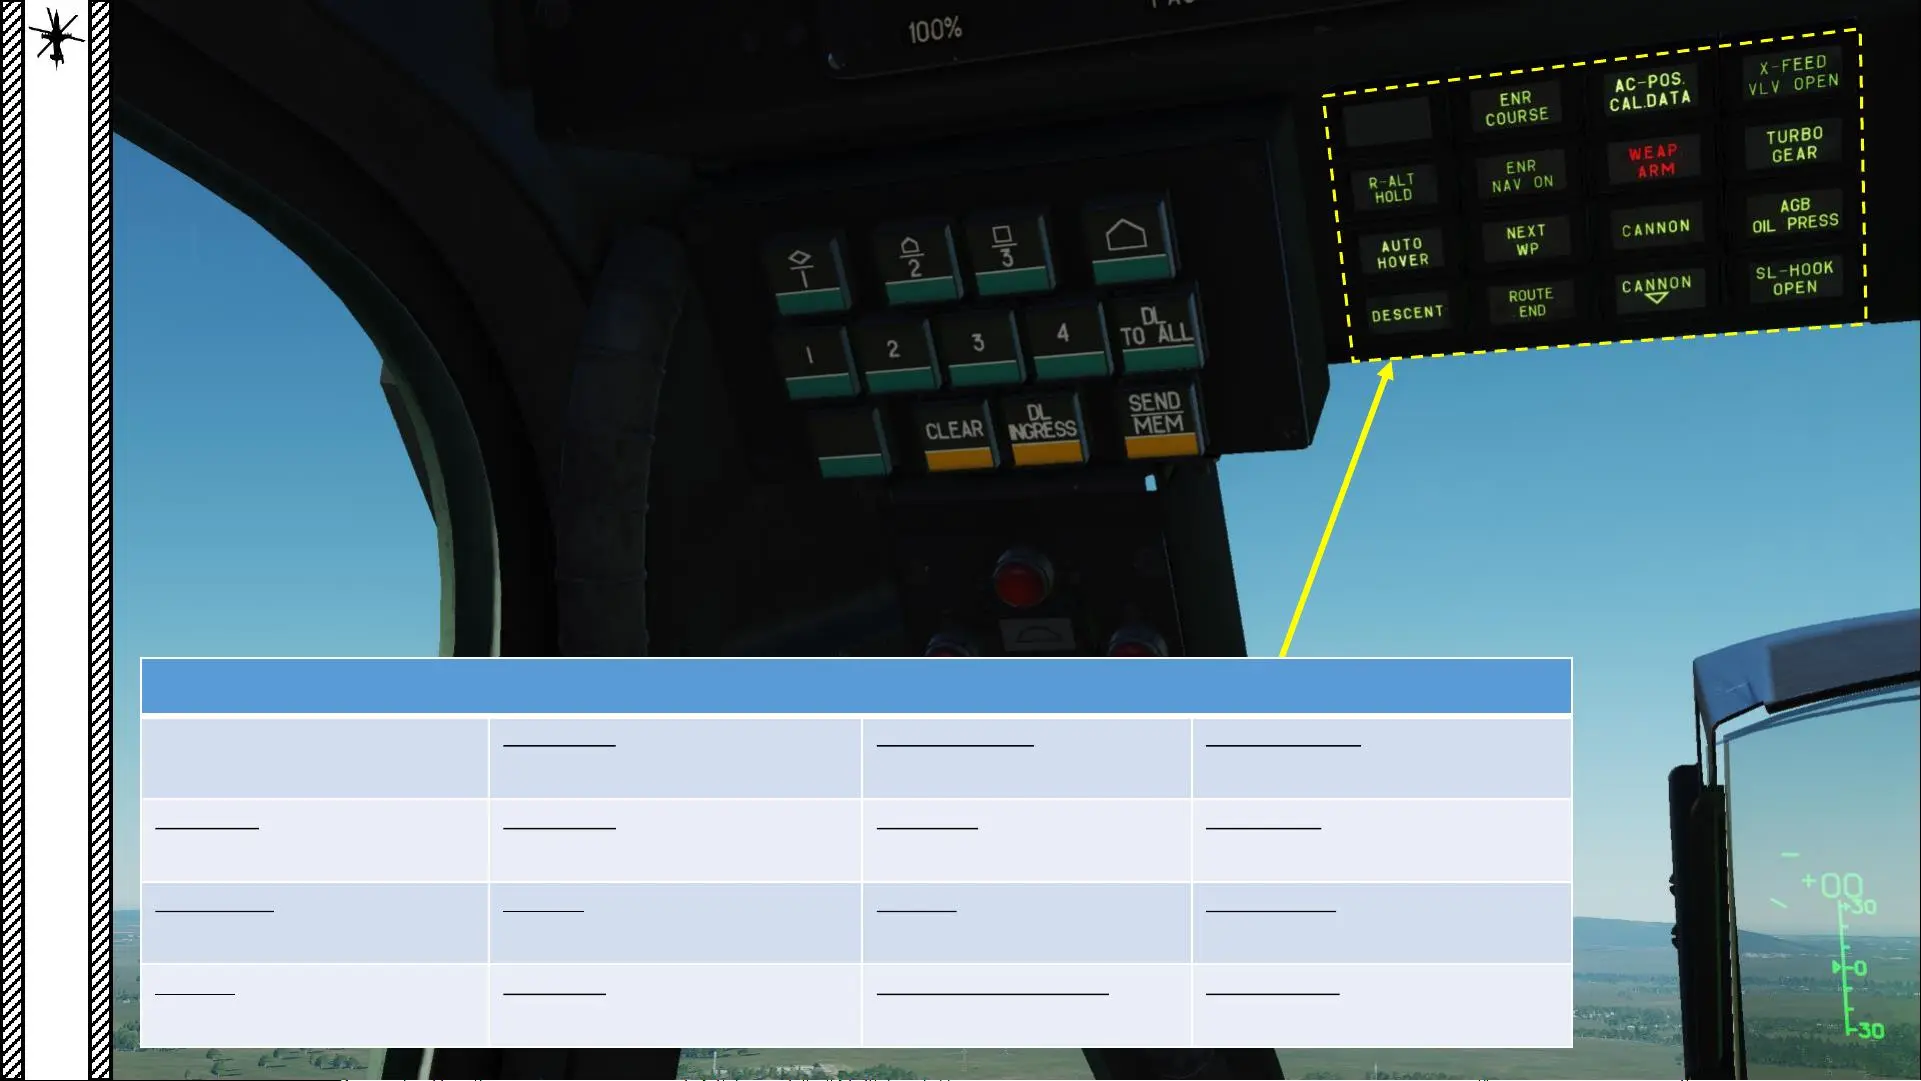 100%
ENR
COURSE
AC-POS.
CAL.DATA
X-FEED
VLV OPEN
R-ALT
HOLD
ENR
NAV ON
WEAP.
ARM
TURBO
GEAR
AUTO
HOVER
NEXT
WP
CANNON
AGB
OIL PRESS
DESCENT
ROUTE
END
CANNON
SL-HOOK
OPEN
1
2
3
1
2
3
4
DL
TO ALL
CLEAR
DL
INGRESS
SEND
MEM
+00
+30
0
-30